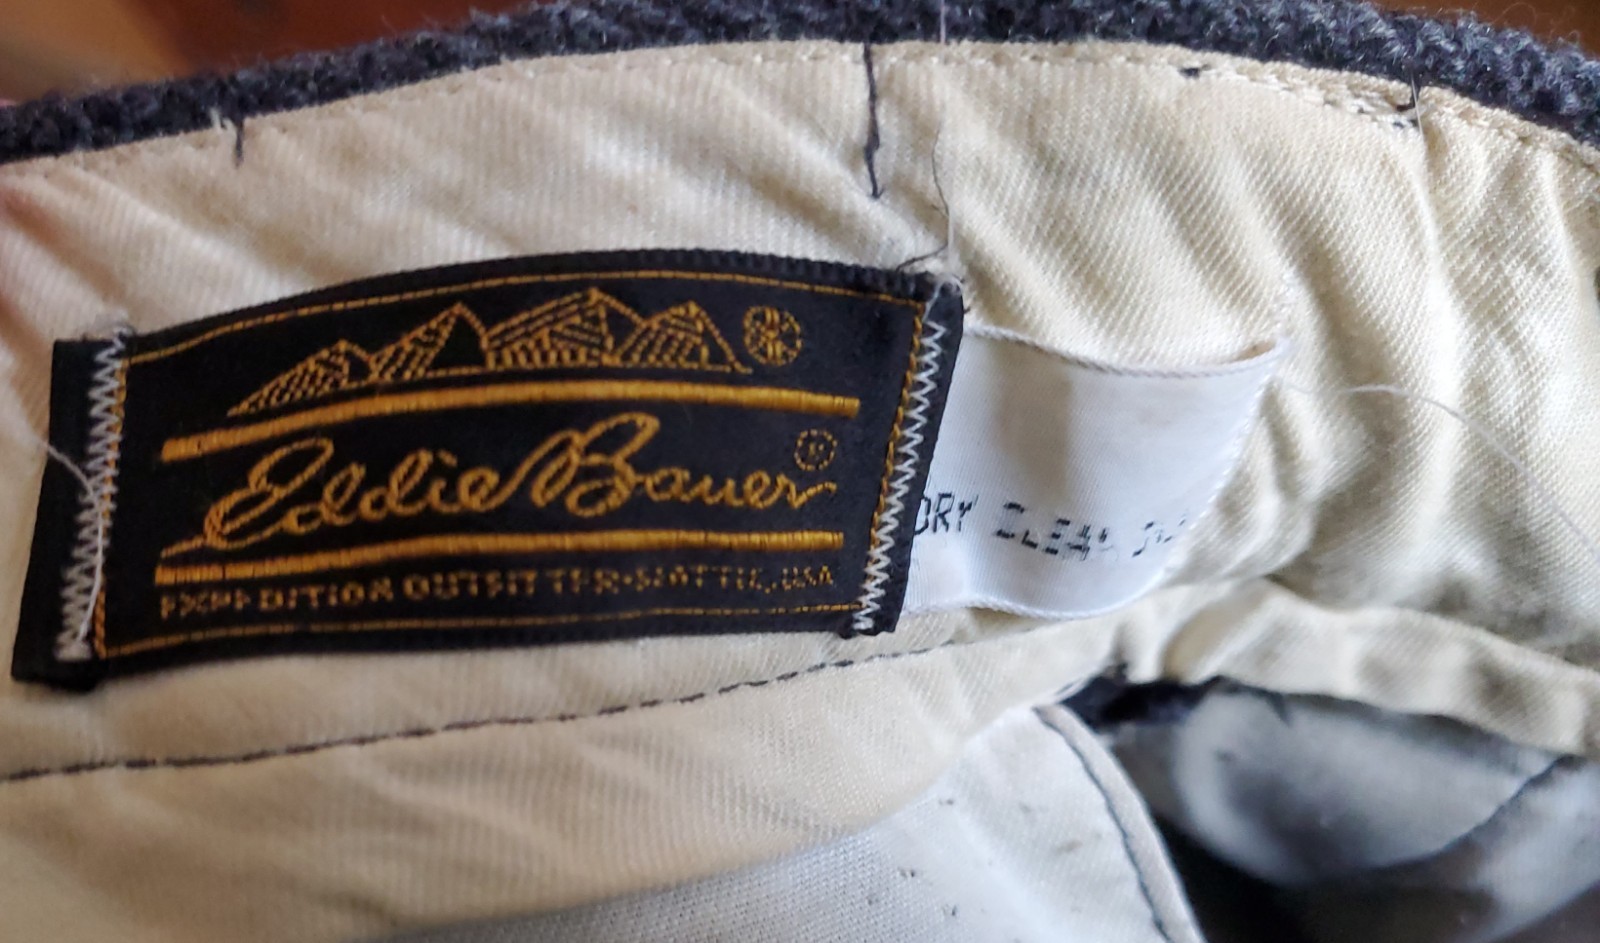 Eddie Bauer®
EXPEDITION OUTFITTER·SEATTLE, USA
DRY CLEAN